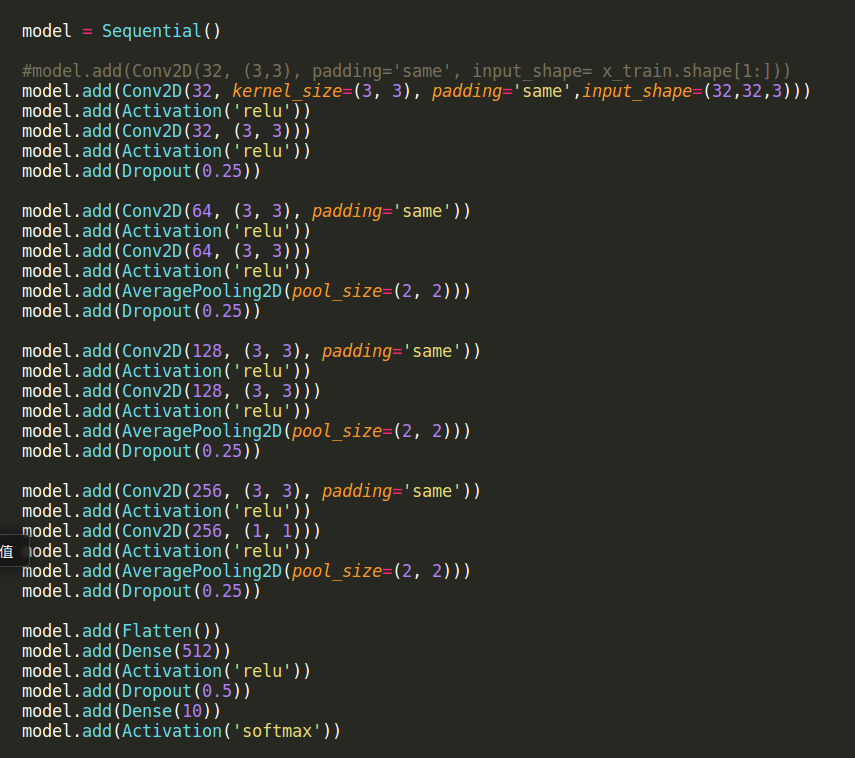 model = Sequential()
#model.add(Conv2D(32, (3,3), padding='same', input_shape= x_train.shape[1:]))
model.add(Conv2D(32, kernel_size=(3, 3), padding='same',input_shape=(32,32,3)))
model.add(Activation('relu'))
model.add(Conv2D(32, (3, 3)))
model.add(Activation('relu'))
model.add(Dropout(0.25))
model.add(Conv2D(64, (3, 3), padding='same'))
model.add(Activation('relu'))
model.add(Conv2D(64, (3, 3)))
model.add(Activation('relu'))
model.add(AveragePooling2D(pool_size=(2, 2)))
model.add(Dropout(0.25))
model.add(Conv2D(128, (3, 3), padding='same'))
model.add(Activation('relu'))
model.add(Conv2D(128, (3, 3)))
model.add(Activation('relu'))
model.add(AveragePooling2D(pool_size=(2, 2)))
model.add(Dropout(0.25))
model.add(Conv2D(256, (3, 3), padding='same'))
model.add(Activation('relu'))
model.add(Conv2D(256, (1, 1)))
值
model.add(Activation('relu'))
model.add(AveragePooling2D(pool_size=(2, 2)))
model.add(Dropout(0.25))
model.add(Flatten())
model.add(Dense(512))
model.add(Activation('relu'))
model.add(Dropout(0.5))
model.add(Dense(10))
model.add(Activation('softmax'))